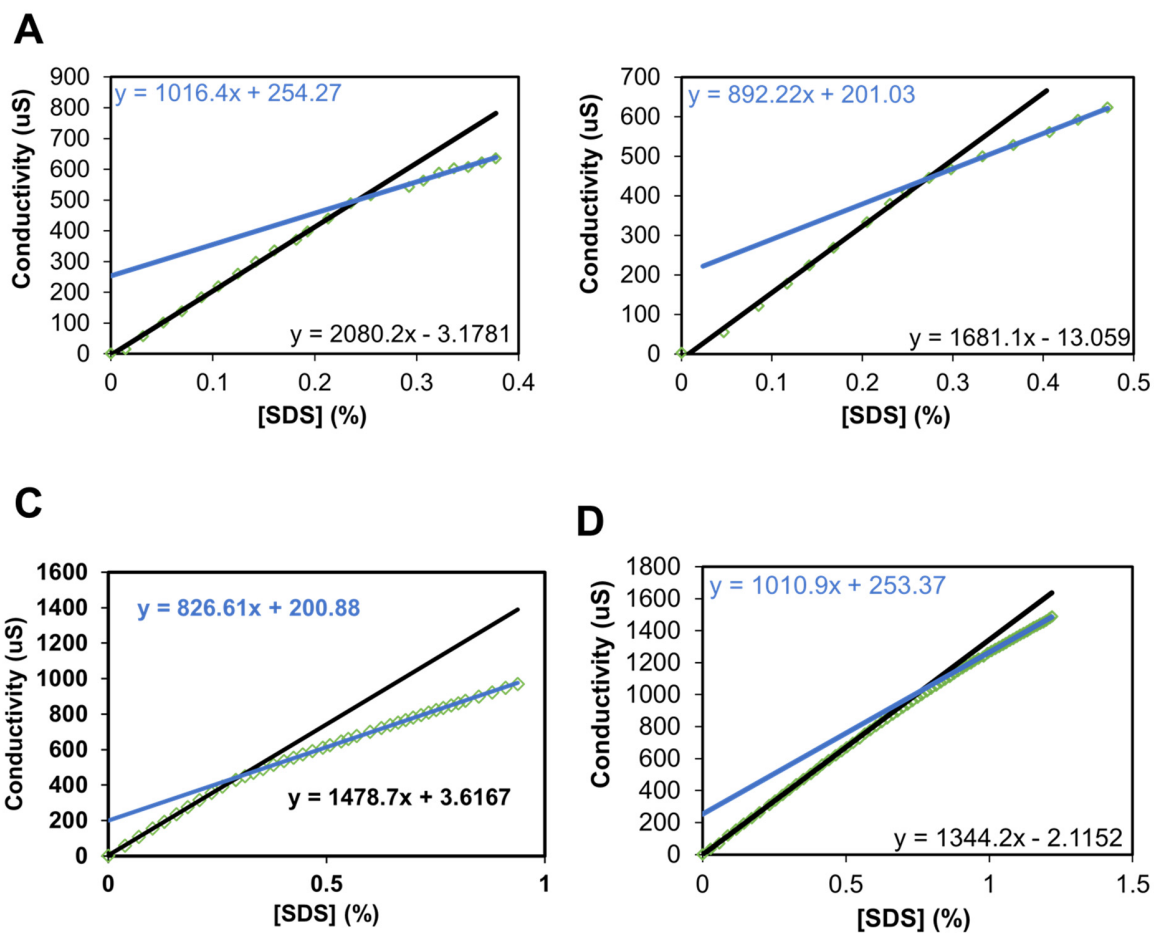 A
900
800
700
600
500
400
300
200
100
0
Conductivity (uS)
y = 1016.4x + 254.27
y = 2080.2x - 3.1781
0 0.1 0.2 0.3 0.4
[SDS] (%)
700
600
500
400
300
200
100
0
Conductivity (uS)
y = 892.22x + 201.03
y = 1681.1x - 13.059
0 0.1 0.2 0.3 0.4 0.5
[SDS] (%)
C
1600
1400
1200
1000
800
600
400
200
0
Conductivity (uS)
y = 826.61x + 200.88
y = 1478.7x + 3.6167
0 0.5 1
[SDS] (%)
D
1800
1600
1400
1200
1000
800
600
400
200
0
Conductivity (uS)
y = 1010.9x + 253.37
y = 1344.2x - 2.1152
0 0.5 1 1.5
[SDS] (%)